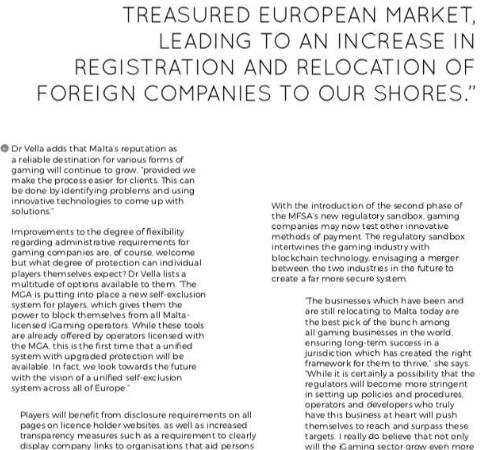 TREASURED EUROPEAN MARKET,
LEADING TO AN INCREASE IN
REGISTRATION AND RELOCATION OF
FOREIGN COMPANIES TO OUR SHORES.”
Dr Vella adds that Malta's reputation as
a reliable destination for various forms of
gaming will continue to grow, “provided we
make the process easier for clients. This can
be done by identifying problems and using
innovative technologies to come up with
solutions.”
Improvements to the degree of flexibility
regarding administrative requirements for
gaming companies are, of course, welcome
but what degree of protection can individual
players themselves expect? Dr Vella lists a
multitude of options available to them. “The
MGA is putting into place a new self-exclusion
system for players, which gives them the
power to block themselves from all Malta-
licensed iGaming operators. While these tools
are already offered by operators licensed with
the MGA, this is the first time that a unified
system with upgraded protection will be
available. In fact, we look towards the future
with the vision of a unified self-exclusion
system across all of Europe.”
Players will benefit from disclosure requirements on all
pages on licence holder websites, as well as increased
transparency measures such as a requirement to clearly
display company links to organisations that aid persons
With the introduction of the second phase of
the MFSA's new regulatory sandbox, gaming
companies may now test other innovative
methods of payment. The regulatory sandbox
intertwines the gaming industry with
blockchain technology, envisaging a merger
between the two industries in the future to
create a far more secure system.
“The businesses which have been and
are still relocating to Malta today are
the best pick of the bunch among
all gaming businesses in the world,
ensuring long-term success in a
jurisdiction which has created the right
framework for them to thrive,” she says.
“While it is certainly a possibility that the
regulators will become more stringent
in setting up policies and procedures,
operators and developers who truly
have this business at heart will push
themselves to reach and surpass these
targets. I really do believe that not only
will the iGaming sector grow even more